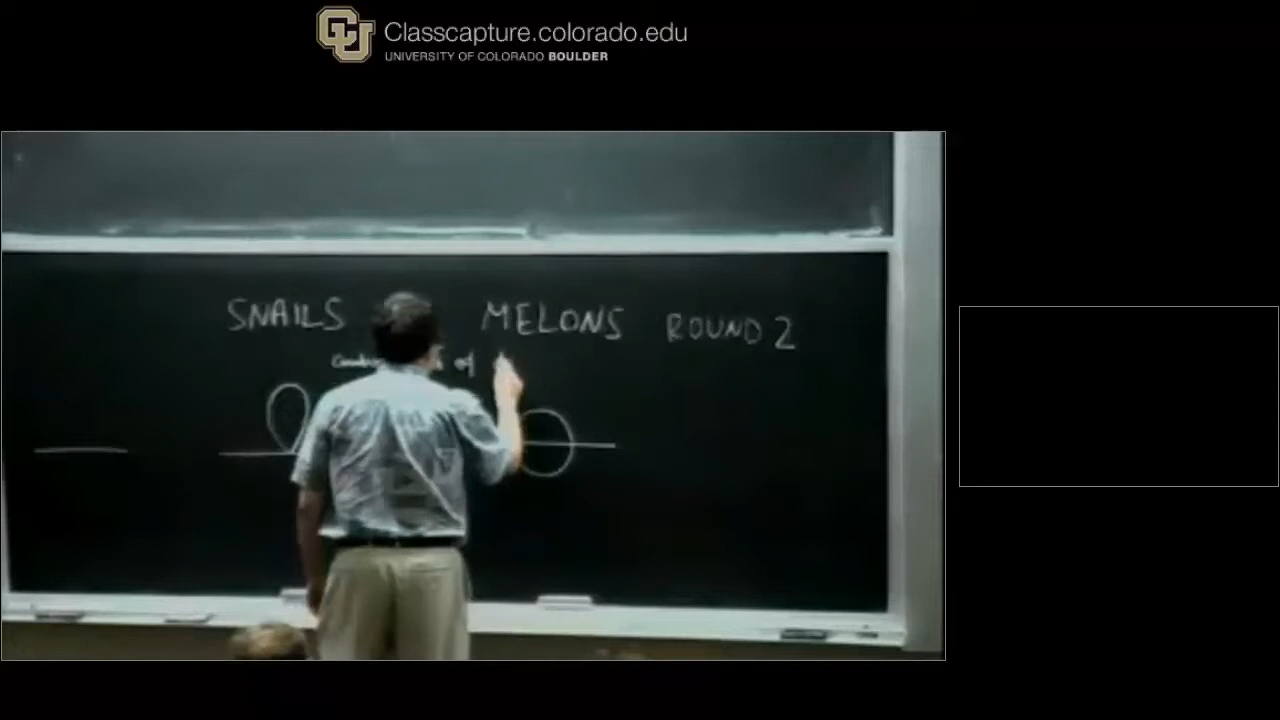 Classcapture.colorado.edu
UNIVERSITY OF COLORADO BOULDER
SNAILS MELONS ROUND 2
of